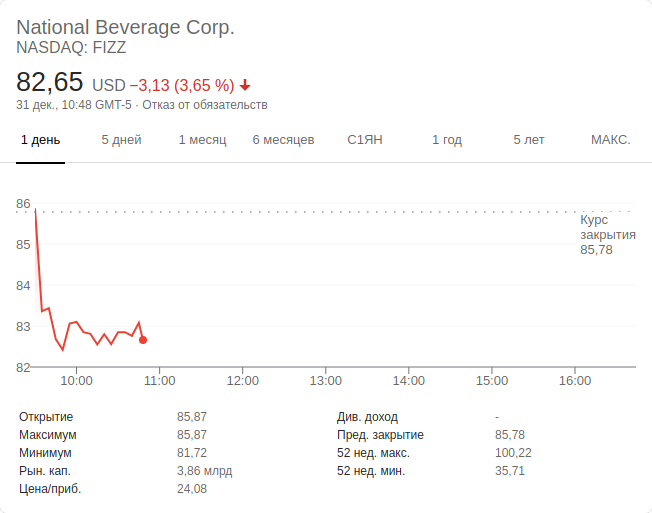 National Beverage Corp.
NASDAQ: FIZZ
82,65 USD −3,13 (3,65 %)
31 дек., 10:48 GMT-5 · Отказ от обязательств
1 день 5 дней 1 месяц 6 месяцев С1ЯН 1 год 5 лет МАКС.
86
Курс
закрытия
85,78
85
84
83
82
10:00 11:00 12:00 13:00 14:00 15:00 16:00
Открытие 85,87 Див. доход -
Максимум 85,87 Пред. закрытие 85,78
Минимум 81,72 52 нед. макс. 100,22
Рын. кап. 3,86 млрд 52 нед. мин. 35,71
Цена/приб. 24,08